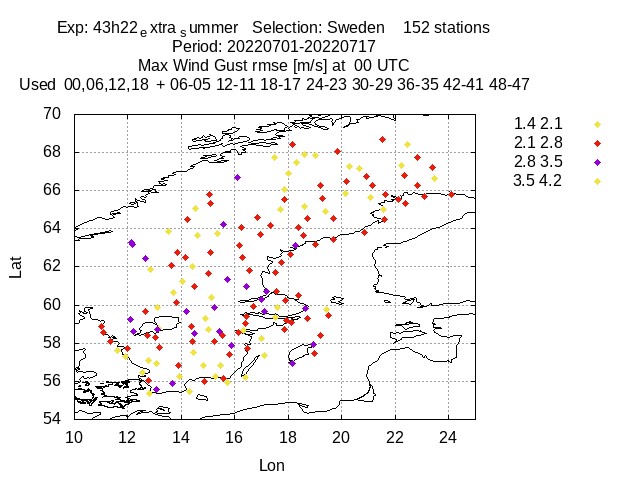 Exp: 43h22extrasummer Selection: Sweden 152 stations
Period: 20220701-20220717
Max Wind Gust rmse [m/s] at 00 UTC
Used 00,06,12,18 + 06-05 12-11 18-17 24-23 30-29 36-35 42-41 48-47
70
68
66
64
62
60
58
56
54
10 12 14 16 18 20 22 24
Lat
Lon
1.4 2.1
2.1 2.8
2.8 3.5
3.5 4.2